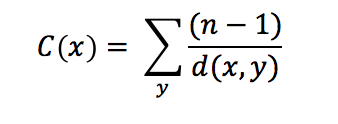 C(x) = ∑_y (n − 1) / d(x, y)